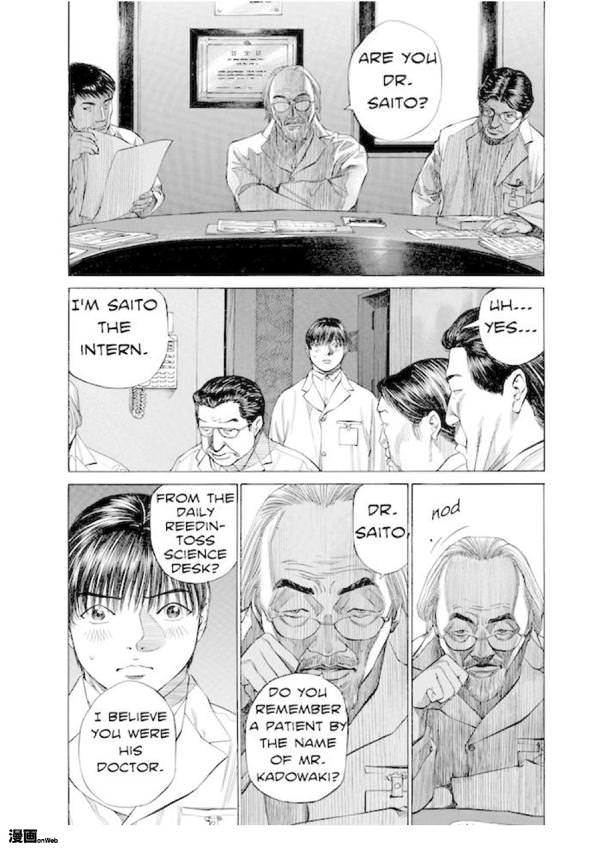 ARE YOU
DR.
SAITO?
UH...
YES...
I'M SAITO
THE
INTERN.
nod
DR.
SAITO,
DO YOU
REMEMBER
A PATIENT BY
THE NAME
OF MR.
KADOWAKI?
FROM THE
DAILY
REEDIN-
TOSS
SCIENCE
DESK?
I BELIEVE
YOU WERE
HIS
DOCTOR.
漫画onWeb